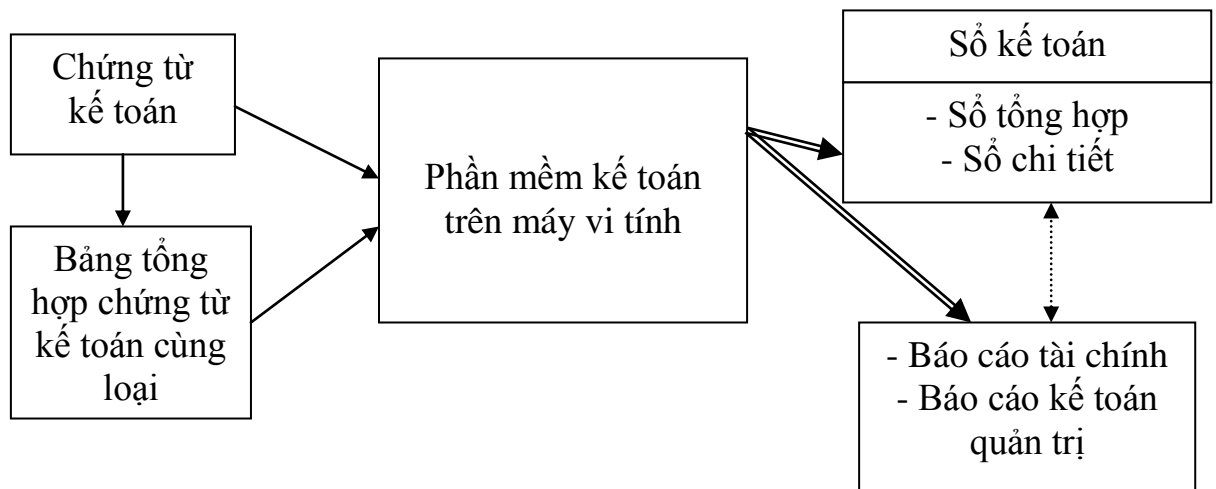 Chứng từ
kế toán
Bảng tổng
hợp chứng từ
kế toán cùng
loại
Phần mềm kế toán
trên máy vi tính
Sổ kế toán
- Sổ tổng hợp
- Sổ chi tiết
- Báo cáo tài chính
- Báo cáo kế toán
quản trị